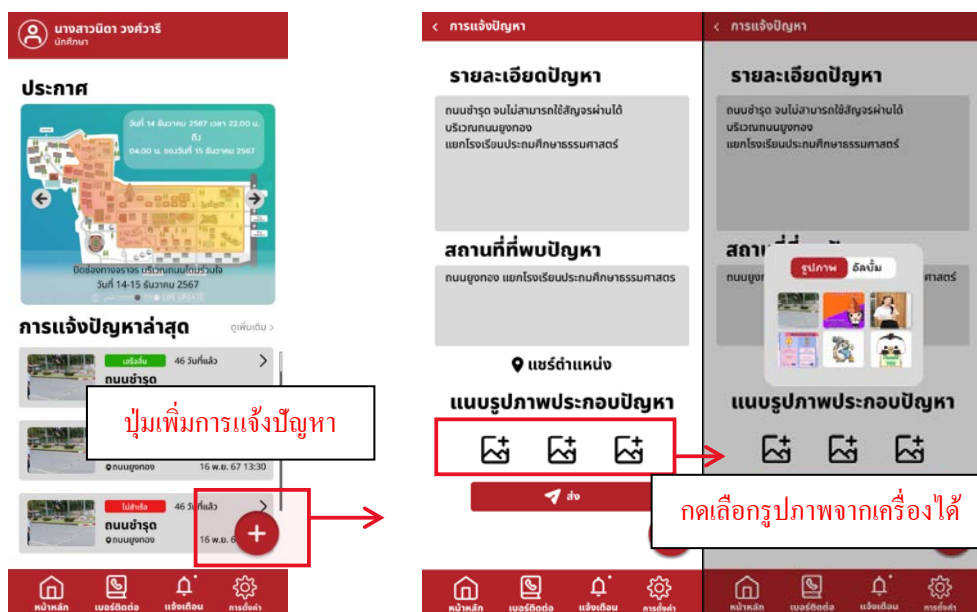 นางสาวนิดา วงศ์วารี
นักศึกษา
ประกาศ
วันที่ 14 ธันวาคม 2567 เวลา 22.00 น.
ถึง
04.00 น. ของวันที่ 15 ธันวาคม 2567
ปิดช่องทางจราจร บริเวณถนนโดมร่วมใจ
วันที่ 14-15 ธันวาคม 2567
การแจ้งปัญหาล่าสุด
ดูเพิ่มเติม >
เสร็จสิ้น
46 วันที่แล้ว
ถนนชำรุด
ปุ่มเพิ่มการแจ้งปัญหา
ถนนยูงทอง
16 พ.ย. 67 13:30
ไม่สำเร็จ
46 วันที่แล้ว
ถนนชำรุด
ถนนยูงทอง
16 พ.ย. 6
หน้าหลัก
เบอร์ติดต่อ
แจ้งเตือน
การตั้งค่า
< การแจ้งปัญหา
รายละเอียดปัญหา
ถนนชำรุด จนไม่สามารถใช้สัญจรผ่านได้
บริเวณถนนยูงทอง
แยกโรงเรียนประถมศึกษาธรรมศาสตร์
สถานที่ที่พบปัญหา
ถนนยูงทอง แยกโรงเรียนประถมศึกษาธรรมศาสตร
แชร์ตำแหน่ง
แนบรูปภาพประกอบปัญหา
ส่ง
หน้าหลัก
เบอร์ติดต่อ
แจ้งเตือน
การตั้งค่า
< การแจ้งปัญหา
รายละเอียดปัญหา
ถนนชำรุด จนไม่สามารถใช้สัญจรผ่านได้
บริเวณถนนยูงทอง
แยกโรงเรียนประถมศึกษาธรรมศาสตร์
รูปภาพ
อัลบั้ม
แนบรูปภาพประกอบปัญหา
กดเลือกรูปภาพจากเครื่องได้
หน้าหลัก
เบอร์ติดต่อ
แจ้งเตือน
การตั้งค่า